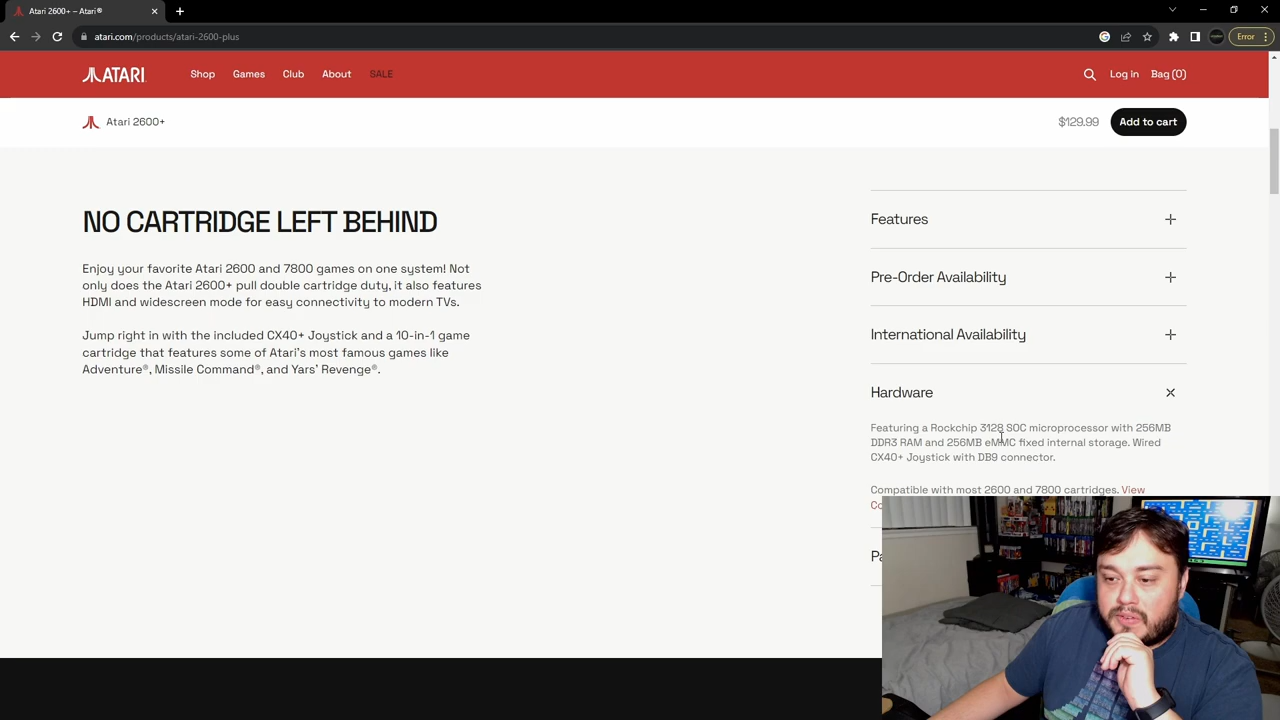 Atari 2600+ – Atari®
atari.com/products/atari-2600-plus
Error
ATARI
Shop
Games
Club
About
SALE
Log In
Bag (0)
Atari 2600+
$129.99
Add to cart
NO CARTRIDGE LEFT BEHIND
Enjoy your favorite Atari 2600 and 7800 games on one system! Not
only does the Atari 2600+ pull double cartridge duty, it also features
HDMI and widescreen mode for easy connectivity to modern TVs.
Jump right in with the included CX40+ Joystick and a 10-in-1 game
cartridge that features some of Atari's most famous games like
Adventure®, Missile Command®, and Yars' Revenge®.
Features
Pre-Order Availability
International Availability
Hardware
Featuring a Rockchip 3128 SOC microprocessor with 256MB
DDR3 RAM and 256MB eMMC fixed internal storage. Wired
CX40+ Joystick with DB9 connector.
Compatible with most 2600 and 7800 cartridges. View